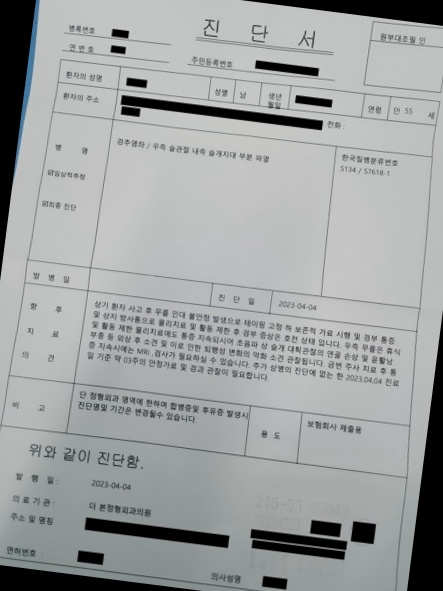 진 단 서
원부대조필 인
병록번호
연 번 호
주민등록번호
환자의 성명
성별 남
생년월일
연령 만 55 세
환자의 주소
전화 :
병 명
경추염좌 / 우측 슬관절 내측 슬개지대 부분 파열
한국질병분류번호
S134 / S7618-1
☑임상적추정
☑최종 진단
발 병 일
진 단 일
2023-04-04
향 후 치 료 의 견
상기 환자 사고 후 우측 무릎 인대 불안정 발생으로 테이핑 고정 하 보존적 가료 시행 및 경부 통증
및 상지 방사통으로 물리치료 및 활동 제한 후 경부 증상은 호전 상태 입니다. 우측 무릎은 휴식
및 활동 제한 물리치료에도 통증 지속되어 초음파 상 슬개 대퇴관절의 연골 손상 및 윤활낭
부종 등 외상 후 소견 및 이로 인한 퇴행성 변화의 악화 소견 관찰됩니다. 금번 주사 치료 후 통
증 지속시에는 MRI ,검사가 필요하실 수 있습니다. 추가 상병의 진단에 없는 한 2023.04.04 진료
일 기준 약 03주의 안정가료 및 경과 관찰이 필요합니다.
비 고
단 정형외과 영역에 한하며 합병증및 후유증 발생시
진단명및 기간은 변경될수 있습니다.
용 도
보험회사 제출용
위와 같이 진단함.
발 행 일 :
2023-04-04
의 료 기 관 :
더 본정형외과의원
주소 및 명칭
면허번호 :
의사성명